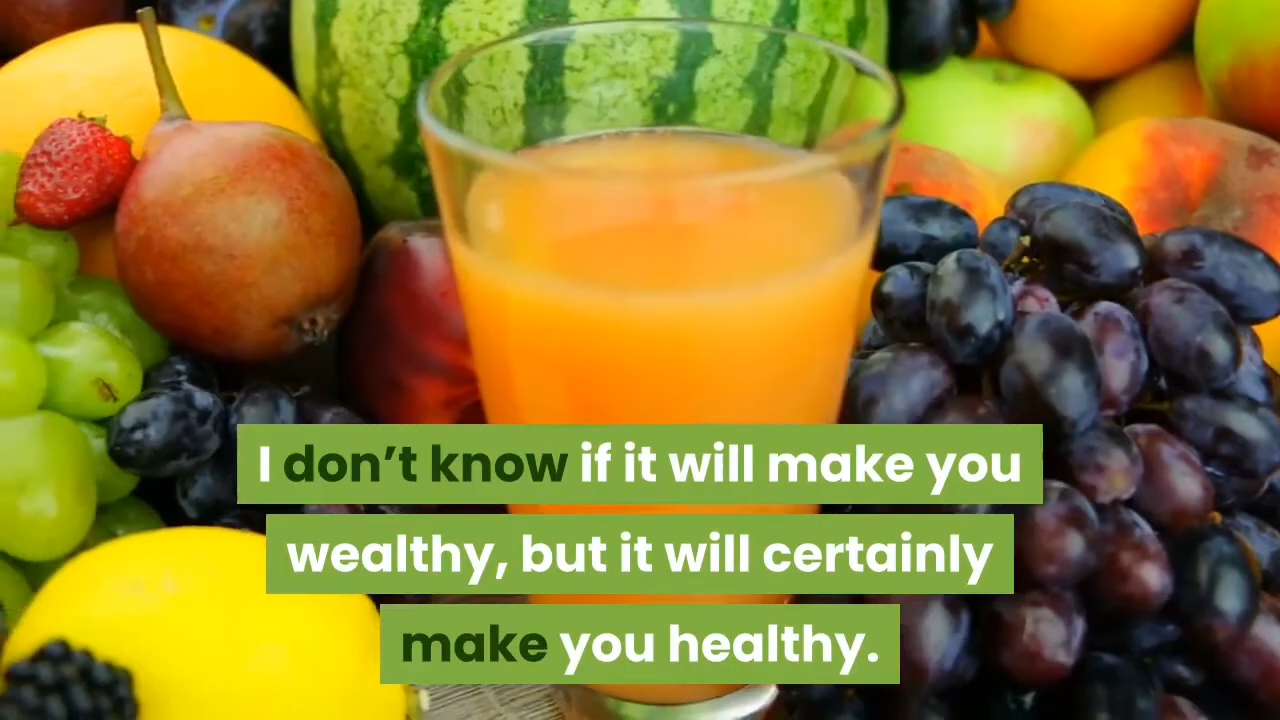 I don’t know if it will make you
wealthy, but it will certainly
make you healthy.